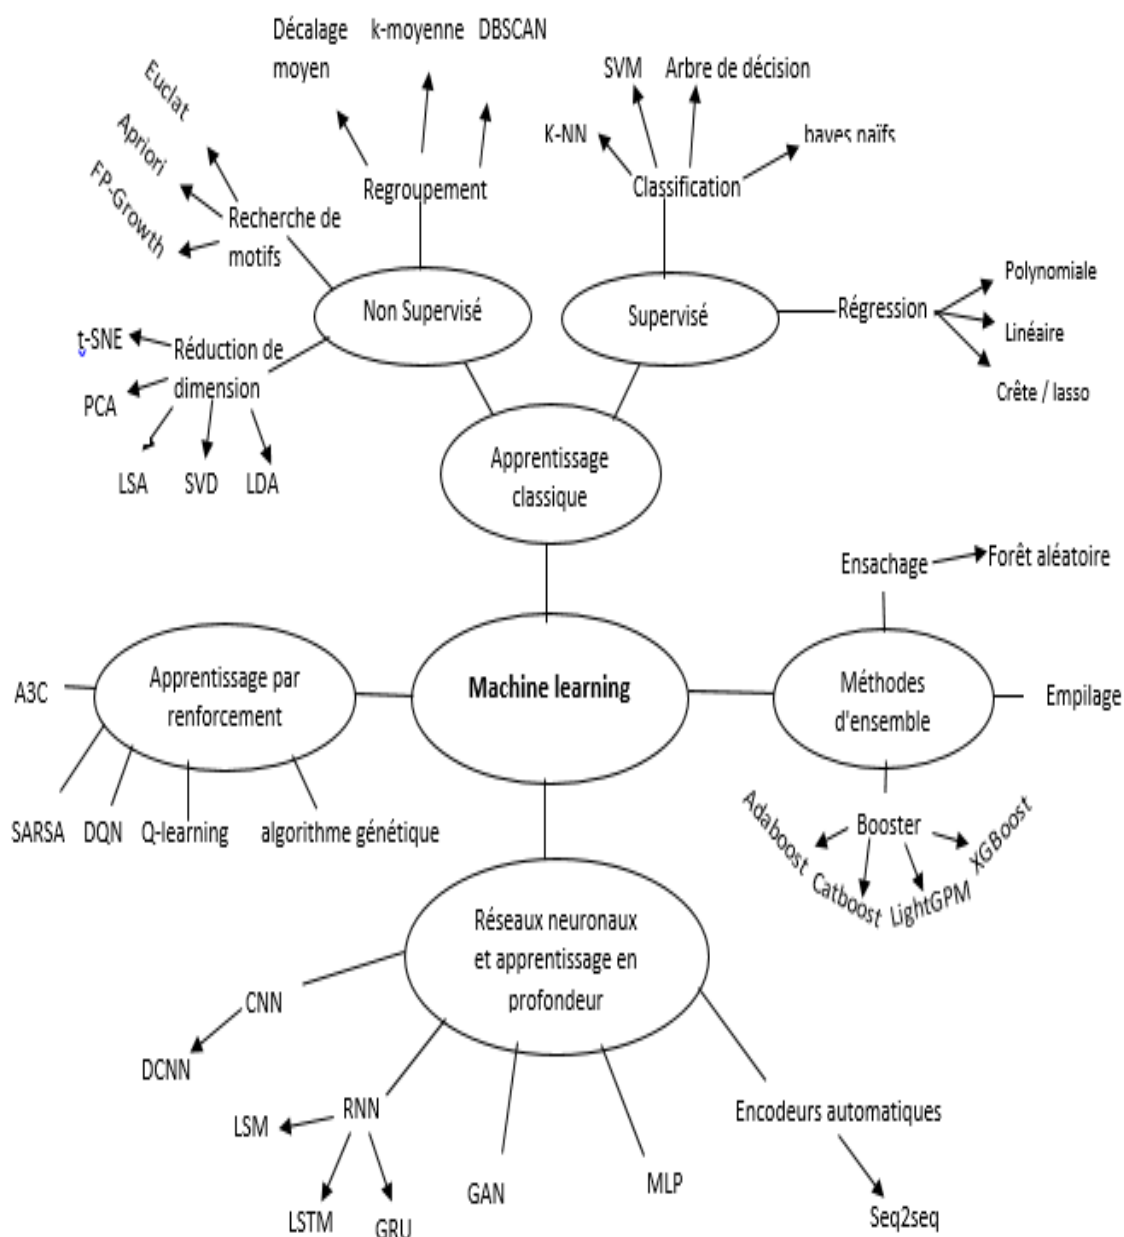 Décalage
moyen
k-moyenne
DBSCAN
SVM
Arbre de décision
K-NN
bayes naïfs
Euclat
Apriori
FP-Growth
Regroupement
Classification
Recherche de
motifs
Non Supervisé
Supervisé
Régression
Polynomiale
Linéaire
Crête / lasso
t-SNE
Réduction de
dimension
PCA
LSA
SVD
LDA
Apprentissage
classique
Ensachage
Forêt aléatoire
A3C
Apprentissage par
renforcement
Machine learning
Méthodes
d'ensemble
Empilage
SARSA
DQN
Q-learning
algorithme génétique
Booster
Adaboost
Catboost
LightGPM
XGBoost
Réseaux neuronaux
et apprentissage en
profondeur
CNN
DCNN
RNN
LSM
LSTM
GRU
GAN
MLP
Encodeurs automatiques
Seq2seq